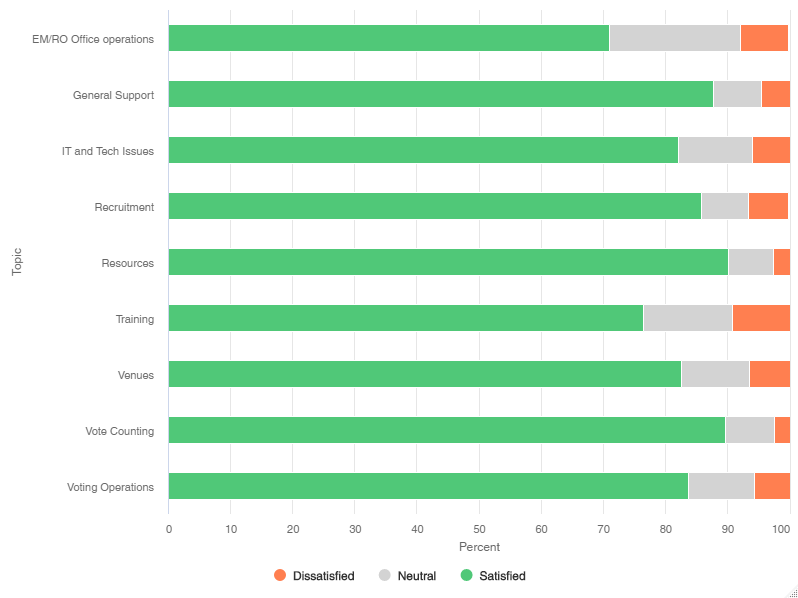 EM/RO Office operations
General Support
IT and Tech Issues
Recruitment
Resources
Training
Venues
Vote Counting
Voting Operations
Topic
0 10 20 30 40 50 60 70 80 90 100
Percent
Dissatisfied Neutral Satisfied